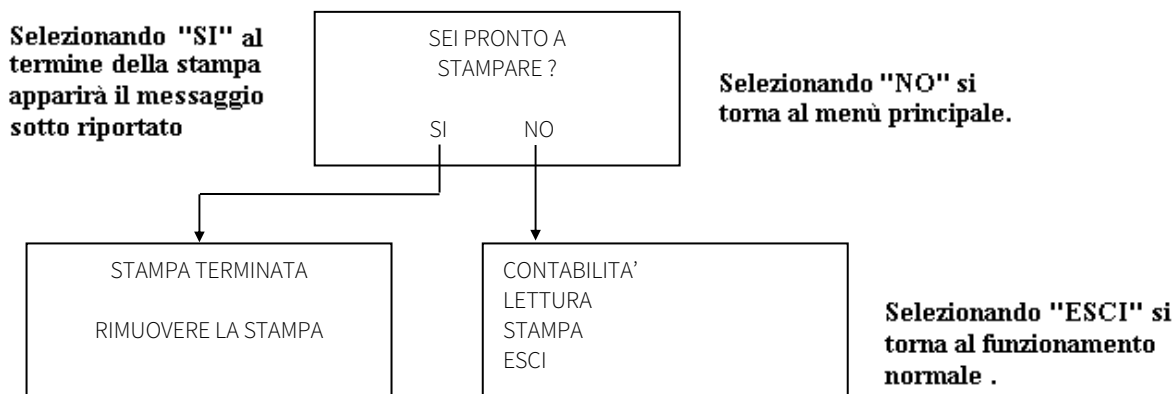 Selezionando "SI" al
termine della stampa
apparirà il messaggio
sotto riportato
SEI PRONTO A
STAMPARE ?
SI NO
Selezionando "NO" si
torna al menù principale.
STAMPA TERMINATA
RIMUOVERE LA STAMPA
CONTABILITA’
LETTURA
STAMPA
ESCI
Selezionando "ESCI" si
torna al funzionamento
normale .